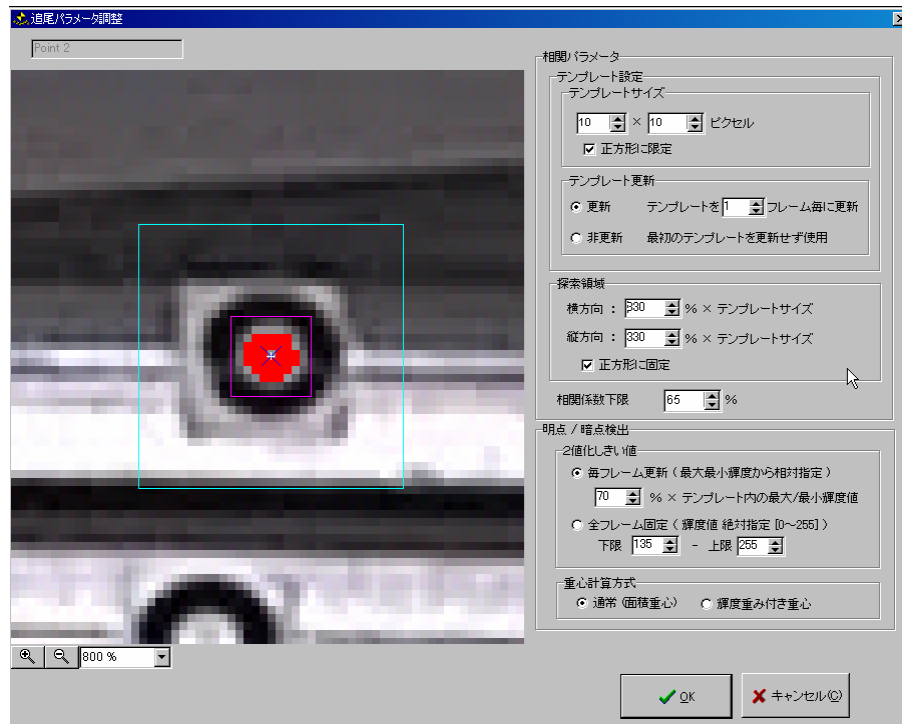 追尾パラメータ調整
Point 2
相関パラメータ
テンプレート設定
テンプレートサイズ
10 × 10 ピクセル
正方形に限定
テンプレート更新
更新 テンプレートを 1 フレーム毎に更新
非更新 最初のテンプレートを更新せず使用
探索領域
横方向 : 330 % × テンプレートサイズ
縦方向 : 330 % × テンプレートサイズ
正方形に固定
相関係数下限 65 %
明点 / 暗点検出
2値化しきい値
毎フレーム更新 ( 最大最小輝度から相対指定 )
70 % × テンプレート内の最大/最小輝度値
全フレーム固定 ( 輝度値 絶対指定 [0~255] )
下限 135 - 上限 255
重心計算方式
通常 (面積重心) 輝度重み付き重心
800 %
OK キャンセル(C)